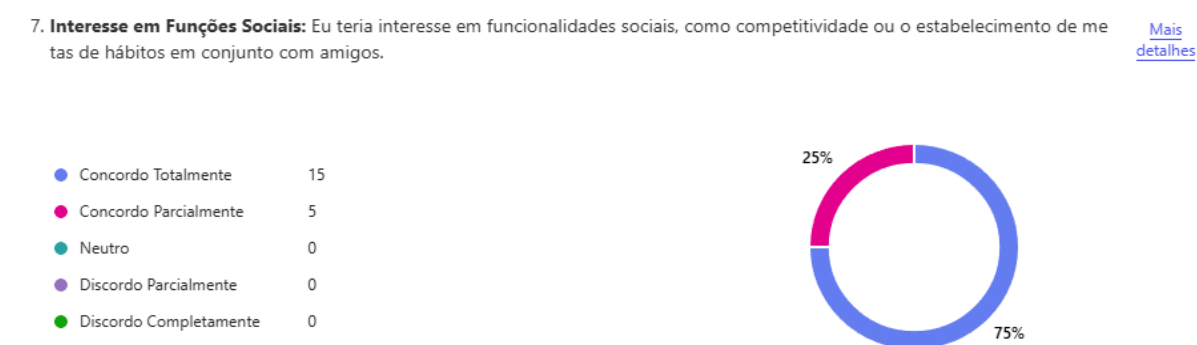 7. Interesse em Funções Sociais: Eu teria interesse em funcionalidades sociais, como competitividade ou o estabelecimento de me
tas de hábitos em conjunto com amigos.
Mais
detalhes
25%
Concordo Totalmente 15
Concordo Parcialmente 5
Neutro 0
Discordo Parcialmente 0
Discordo Completamente 0
75%